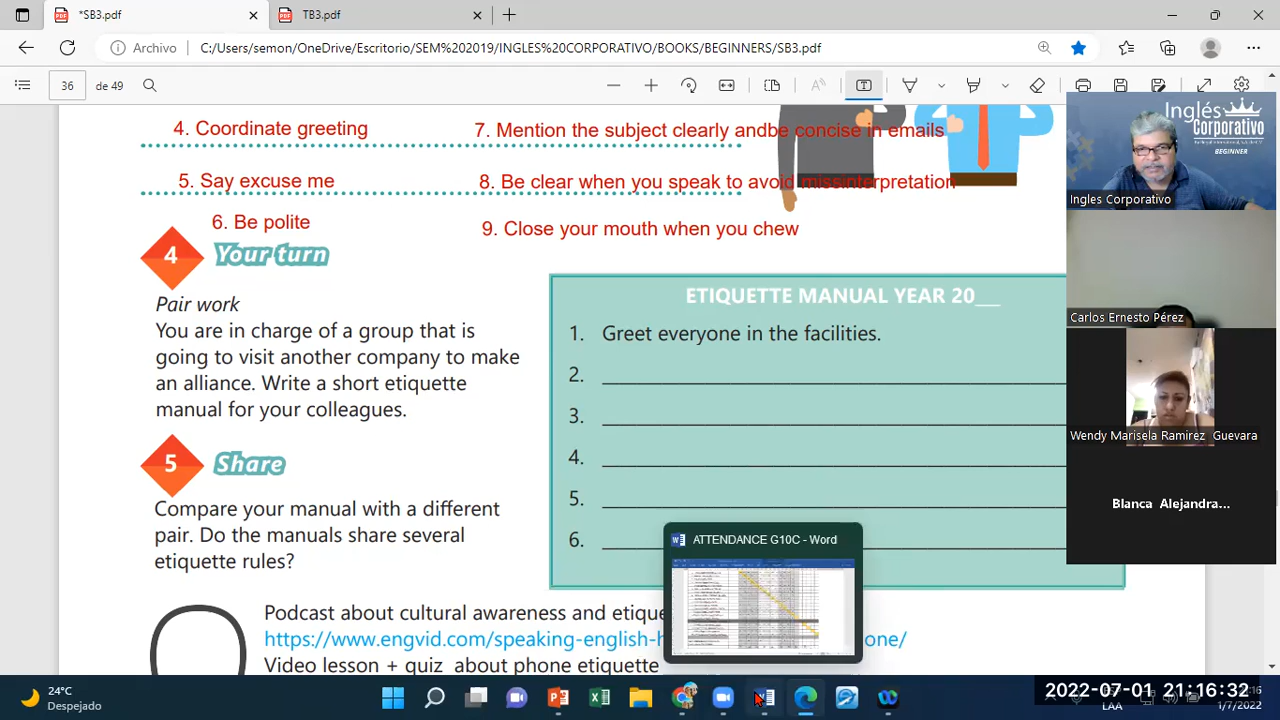 *SB3.pdf
TB3.pdf
Archivo
C:/Users/semon/OneDrive/Escritorio/SEM%202019/INGLES%20CORPORATIVO/BOOKS/BEGINNERS/SB3.pdf
36
de 49
4. Coordinate greeting
7. Mention the subject clearly andbe concise in emails
5. Say excuse me
8. Be clear when you speak to avoid missinterpretation
6. Be polite
9. Close your mouth when you chew
4
Your turn
Pair work
You are in charge of a group that is
going to visit another company to make
an alliance. Write a short etiquette
manual for your colleagues.
ETIQUETTE MANUAL YEAR 20__
1. Greet everyone in the facilities.
2.
3.
4.
5.
6.
5
Share
Compare your manual with a different
pair. Do the manuals share several
etiquette rules?
Podcast about cultural awareness and
https://www.engvid.com/speaking-english-
one/
Video lesson + quiz about phone etiquette
ATTENDANCE G10C - Word
Inglés
Corporativo
BEGINNER
Ingles Corporativo
Carlos Ernesto Pérez
Wendy Marisela Ramirez Guevara
Blanca Alejandra...
24°C
Despejado
LAA
2022-07-01 21:16:32
1/7/2022